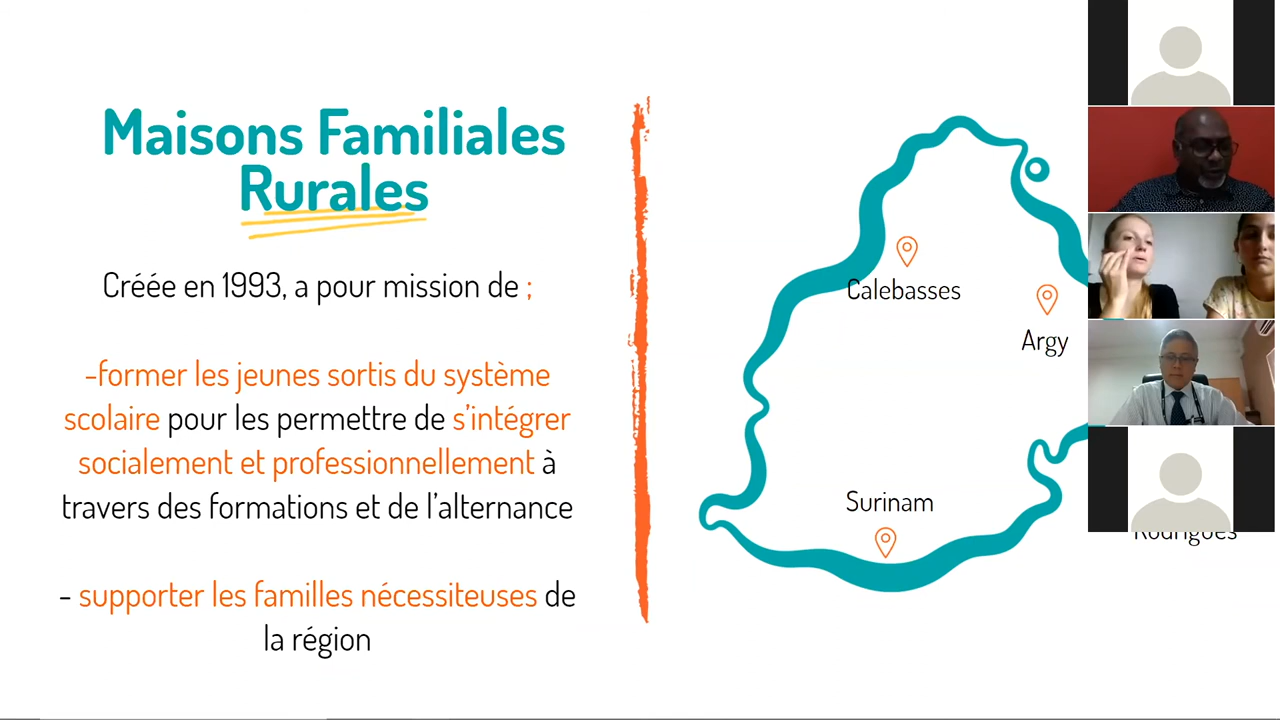 Maisons Familiales
Rurales
Créée en 1993, a pour mission de ;
-former les jeunes sortis du système
scolaire pour les permettre de s'intégrer
socialement et professionnellement à
travers des formations et de l'alternance
- supporter les familles nécessiteuses de
la région
Calebasses
Argy
Surinam
Rodrigues